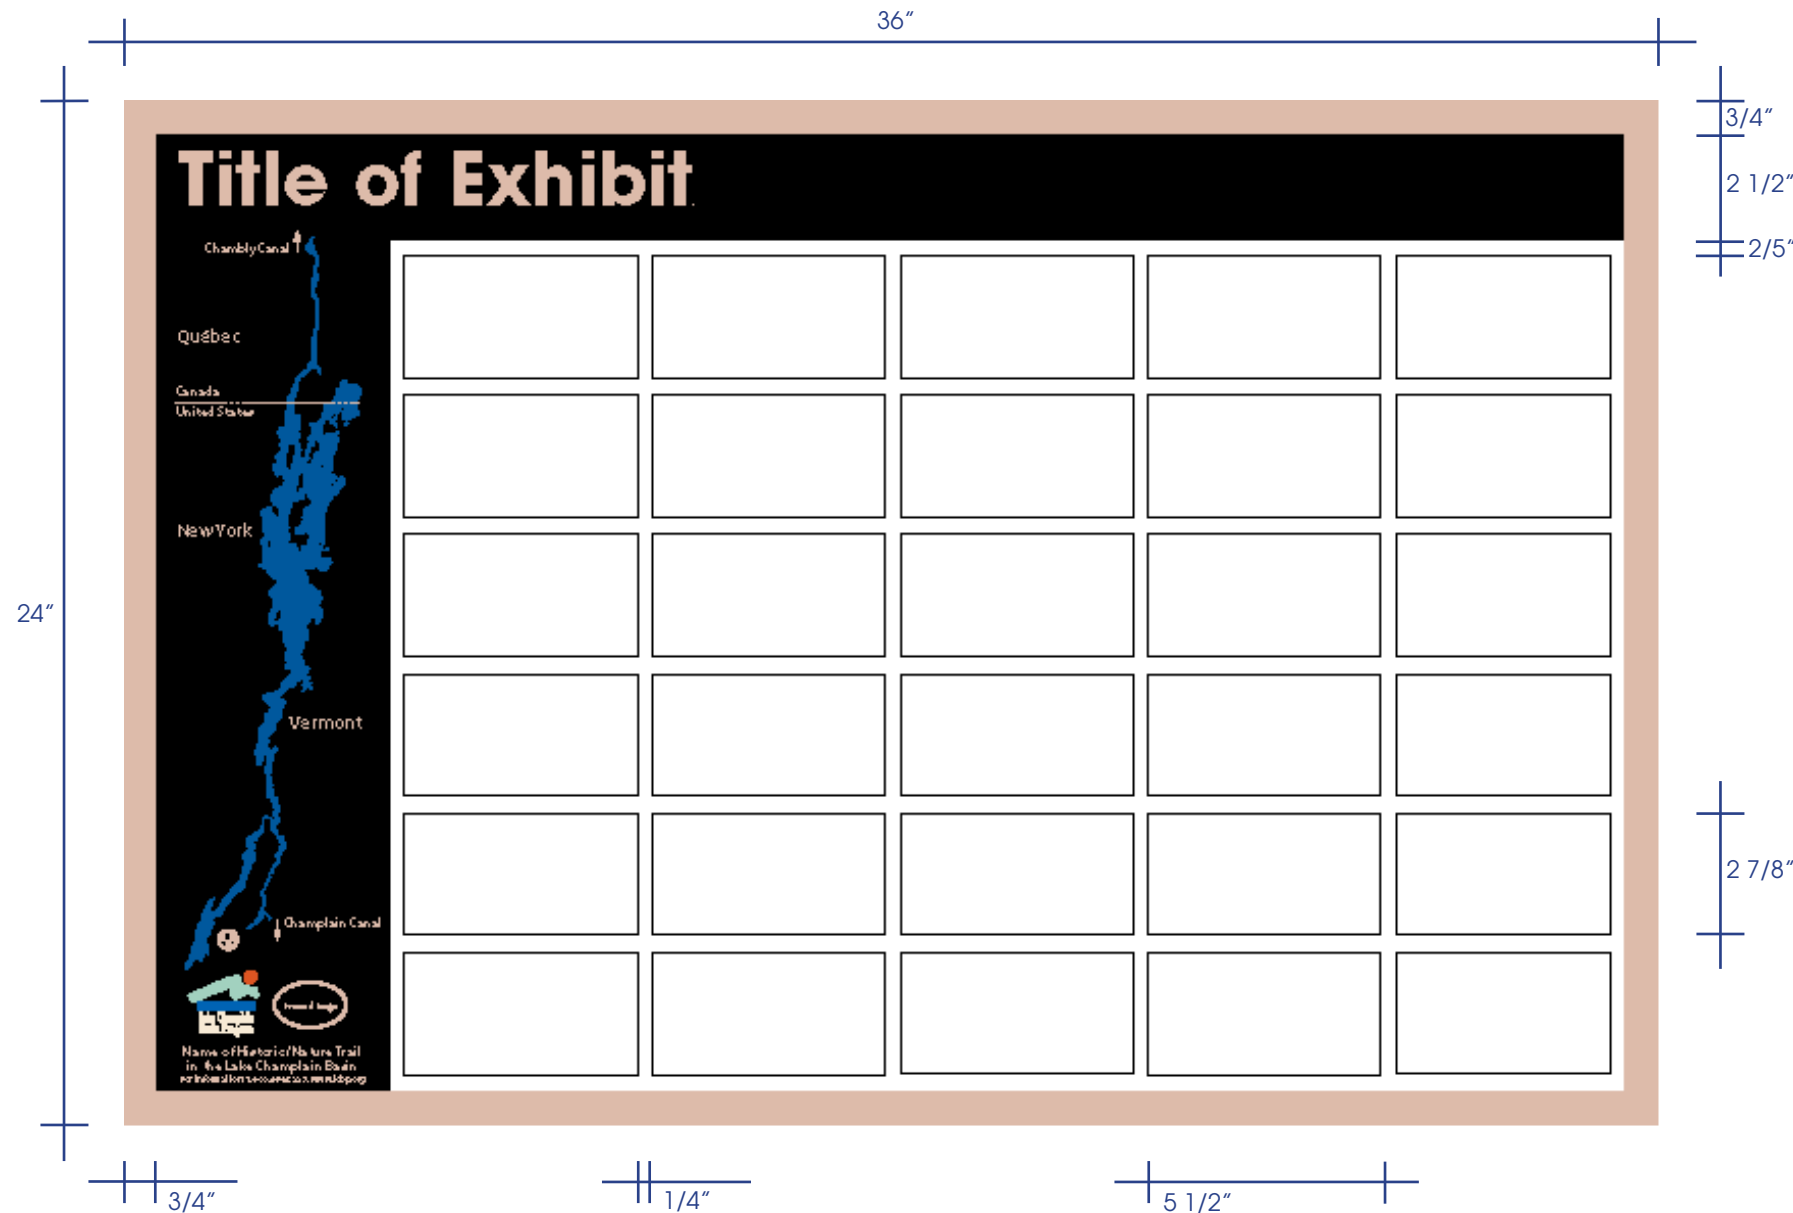 36″
3/4″
Title of Exhibit
2 1/2″
Chambly Canal
2/5″
Québec
Canada
United States
New York
24″
Vermont
2 7/8″
Champlain Canal
Name of Historic/Nature Trail
in the Lake Champlain Basin
3/4″
1/4″
5 1/2″